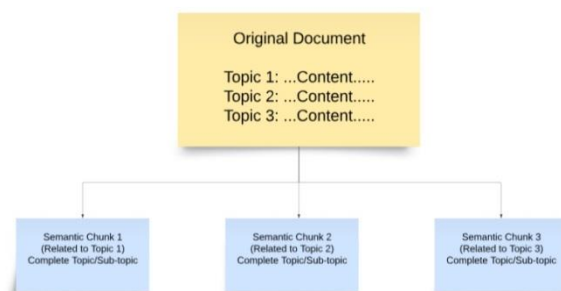 Original Document
Topic 1: ...Content.....
Topic 2: ...Content.....
Topic 3: ...Content.....
Semantic Chunk 1
(Related to Topic 1)
Complete Topic/Sub-topic
Semantic Chunk 2
(Related to Topic 2)
Complete Topic/Sub-topic
Semantic Chunk 3
(Related to Topic 3)
Complete Topic/Sub-topic